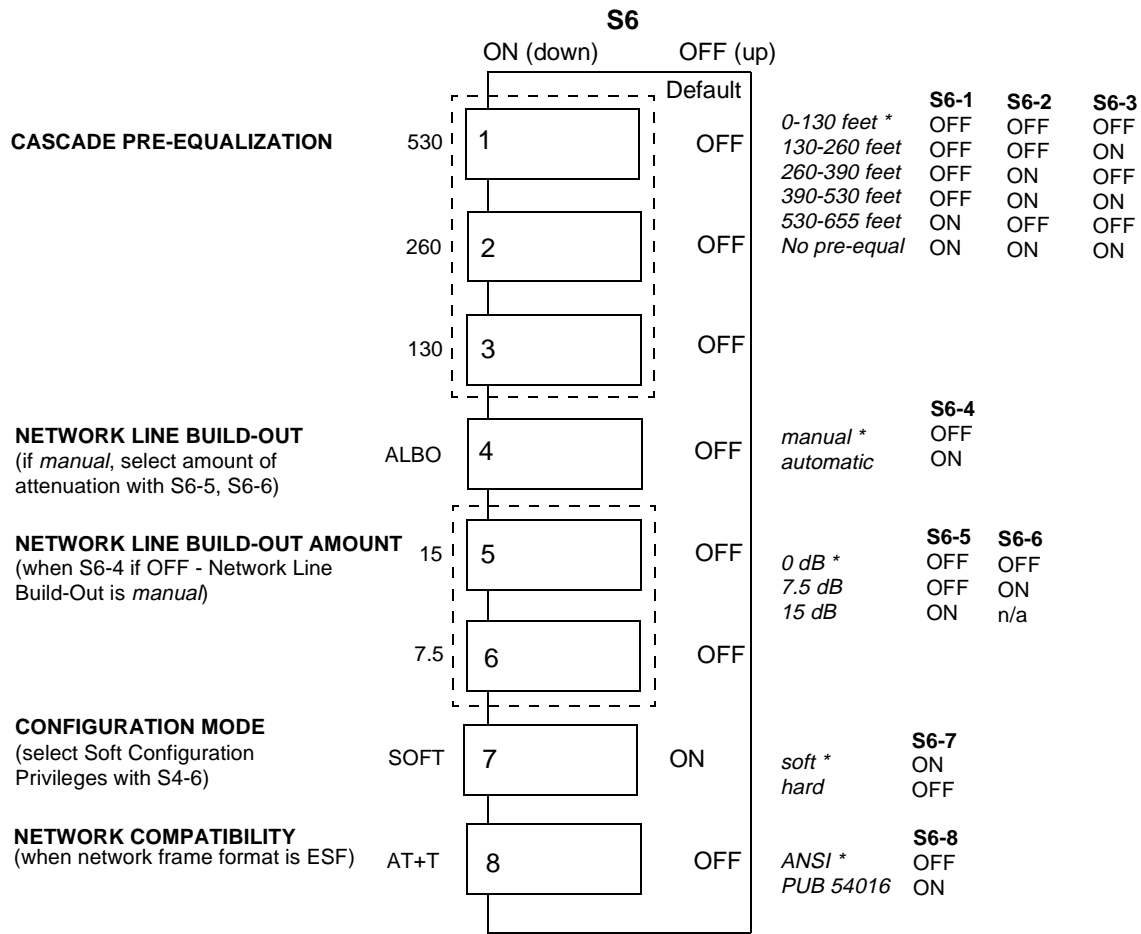 S6
ON (down) OFF (up)
Default
S6-1 S6-2 S6-3
CASCADE PRE-EQUALIZATION 530 1 OFF
0-130 feet * OFF OFF OFF
130-260 feet OFF OFF ON
260-390 feet OFF ON OFF
390-530 feet OFF ON ON
530-655 feet ON OFF OFF
No pre-equal ON ON ON
260 2 OFF
130 3 OFF
NETWORK LINE BUILD-OUT
(if manual, select amount of
attenuation with S6-5, S6-6)
ALBO 4 OFF
S6-4
manual * OFF
automatic ON
NETWORK LINE BUILD-OUT AMOUNT
(when S6-4 if OFF - Network Line
Build-Out is manual)
15 5 OFF
S6-5 S6-6
0 dB * OFF OFF
7.5 dB OFF ON
15 dB ON n/a
7.5 6 OFF
CONFIGURATION MODE
(select Soft Configuration
Privileges with S4-6)
SOFT 7 ON
S6-7
soft * ON
hard OFF
NETWORK COMPATIBILITY
(when network frame format is ESF)
AT+T 8 OFF
S6-8
ANSI * OFF
PUB 54016 ON